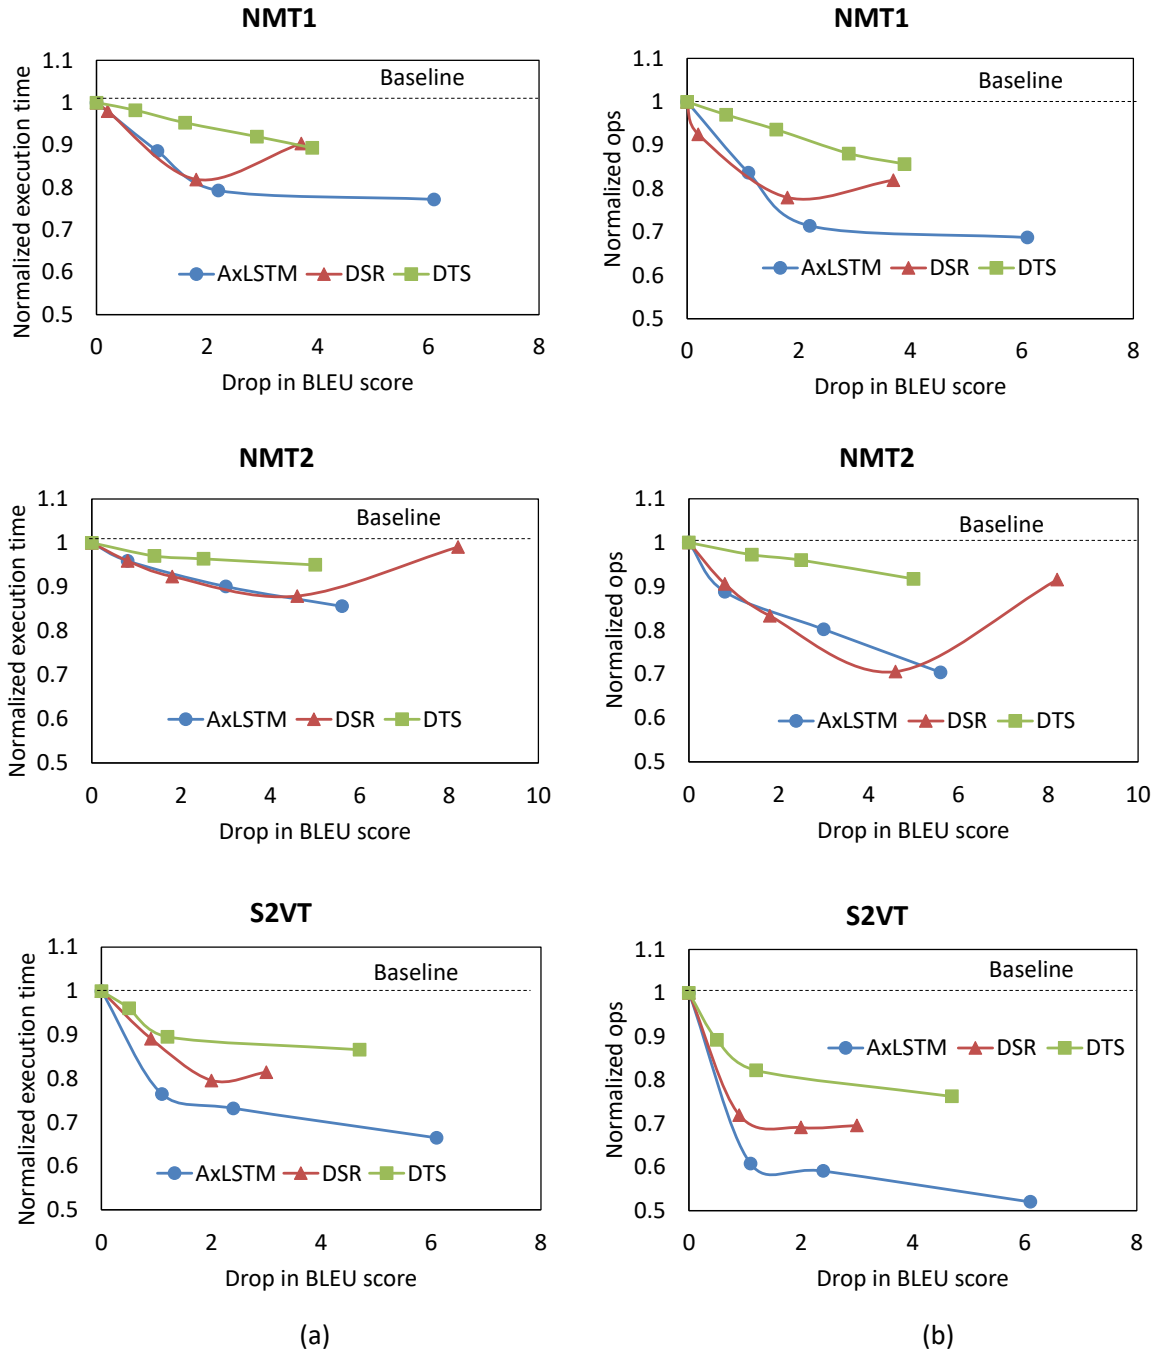 NMT1
Normalized execution time
1.1
1
0.9
0.8
0.7
0.6
0.5
Baseline
AxLSTM DSR DTS
0 2 4 6 8
Drop in BLEU score
NMT1
Normalized ops
1.1
1
0.9
0.8
0.7
0.6
0.5
Baseline
AxLSTM DSR DTS
0 2 4 6 8
Drop in BLEU score
NMT2
Normalized execution time
1.1
1
0.9
0.8
0.7
0.6
0.5
Baseline
AxLSTM DSR DTS
0 2 4 6 8 10
Drop in BLEU score
NMT2
Normalized ops
1.1
1
0.9
0.8
0.7
0.6
0.5
Baseline
AxLSTM DSR DTS
0 2 4 6 8 10
Drop in BLEU score
S2VT
Normalized execution time
1.1
1
0.9
0.8
0.7
0.6
0.5
Baseline
AxLSTM DSR DTS
0 2 4 6 8
Drop in BLEU score
S2VT
Normalized ops
1.1
1
0.9
0.8
0.7
0.6
0.5
Baseline
AxLSTM DSR DTS
0 2 4 6 8
Drop in BLEU score
(a)
(b)